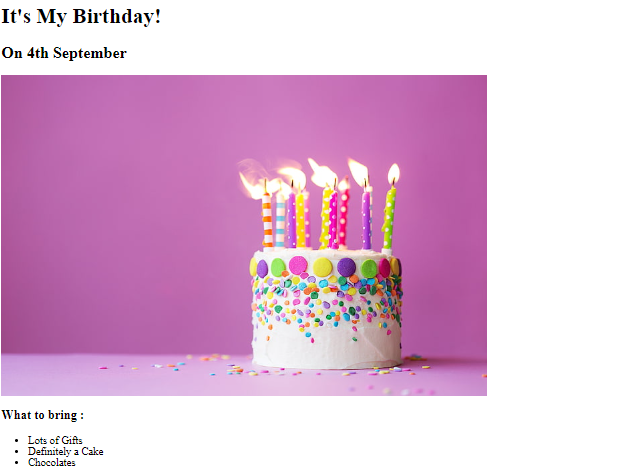 It's My Birthday!
On 4th September
What to bring :
Lots of Gifts
Definitely a Cake
Chocolates